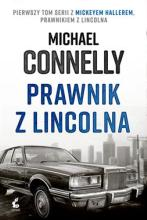 PIERWSZY TOM SERII Z MICKEYEM HALLEREM,
PRAWNIKIEM Z LINCOLNA
MICHAEL
CONNELLY
PRAWNIK
Z LINCOLNA